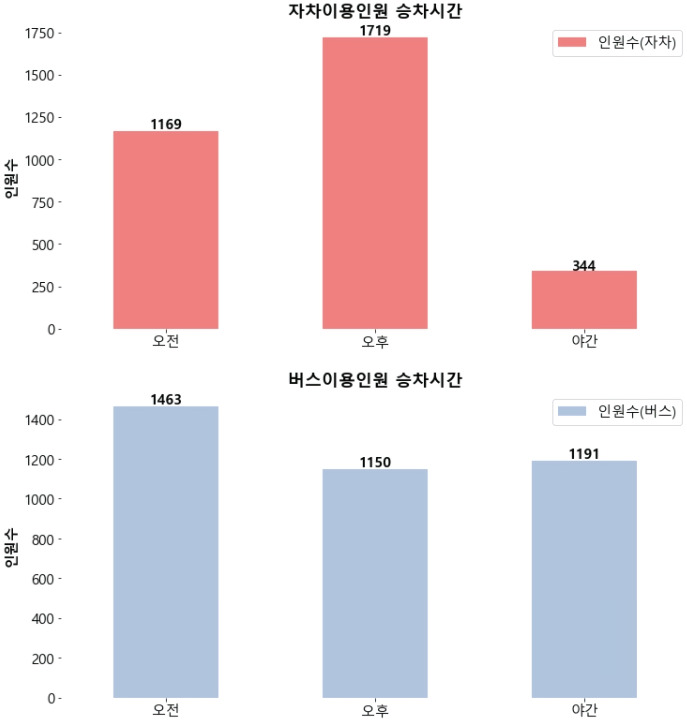 자차이용인원 승차시간
1750
1500
1250
1000
750
500
250
0
인원수
1169
1719
344
인원수(자차)
오전
오후
야간
버스이용인원 승차시간
1400
1200
1000
800
600
400
200
0
인원수
1463
1150
1191
인원수(버스)
오전
오후
야간